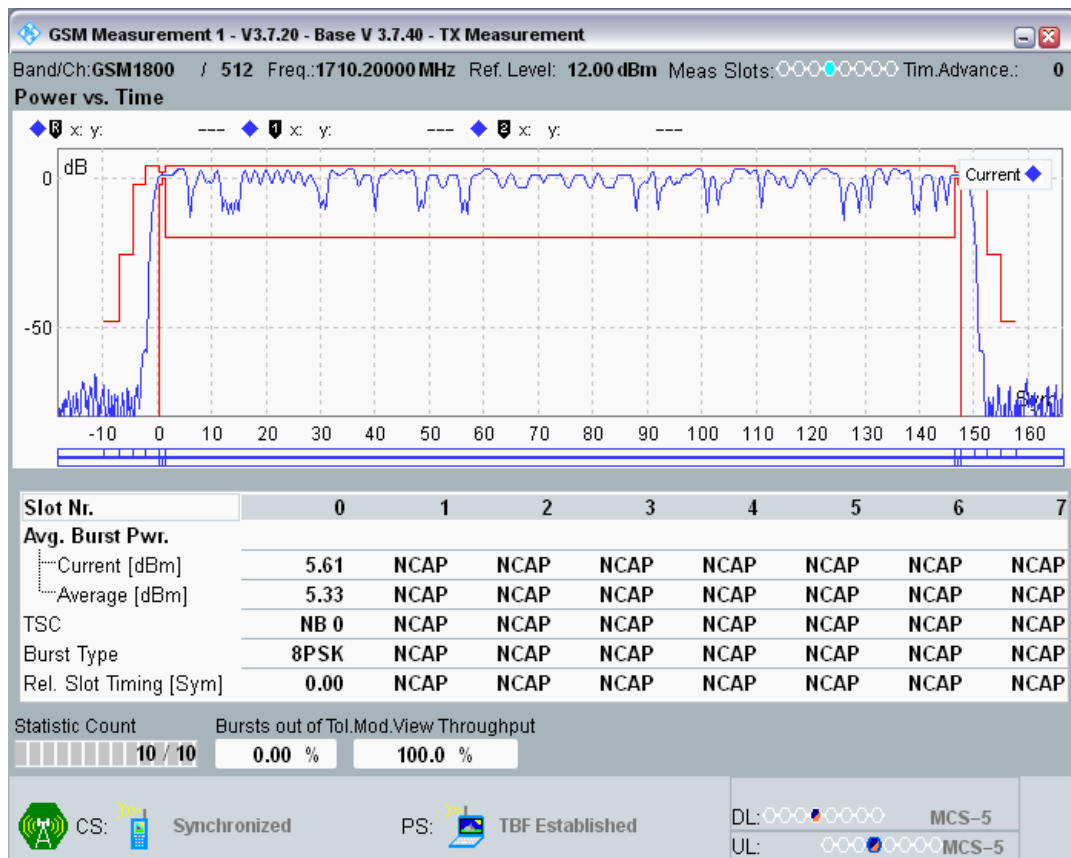 GSM Measurement 1 - V3.7.20 - Base V 3.7.40 - TX Measurement
Band/Ch:GSM1800 / 512 Freq.:1710.20000 MHz Ref. Level: 12.00 dBm Meas Slots: Tim.Advance.: 0
Power vs. Time
R x: y: --- 1 x: y: --- 2 x: y: ---
dB
Current
0
-50
Sym
-10 0 10 20 30 40 50 60 70 80 90 100 110 120 130 140 150 160
Slot Nr. 0 1 2 3 4 5 6 7
Avg. Burst Pwr.
Current [dBm] 5.61 NCAP NCAP NCAP NCAP NCAP NCAP NCAP
Average [dBm] 5.33 NCAP NCAP NCAP NCAP NCAP NCAP NCAP
TSC NB 0 NCAP NCAP NCAP NCAP NCAP NCAP NCAP
Burst Type 8PSK NCAP NCAP NCAP NCAP NCAP NCAP NCAP
Rel. Slot Timing [Sym] 0.00 NCAP NCAP NCAP NCAP NCAP NCAP NCAP
Statistic Count Bursts out of Tol.Mod.View Throughput
10 / 10 0.00 % 100.0 %
CS: Synchronized PS: TBF Established
DL: MCS-5
UL: MCS-5